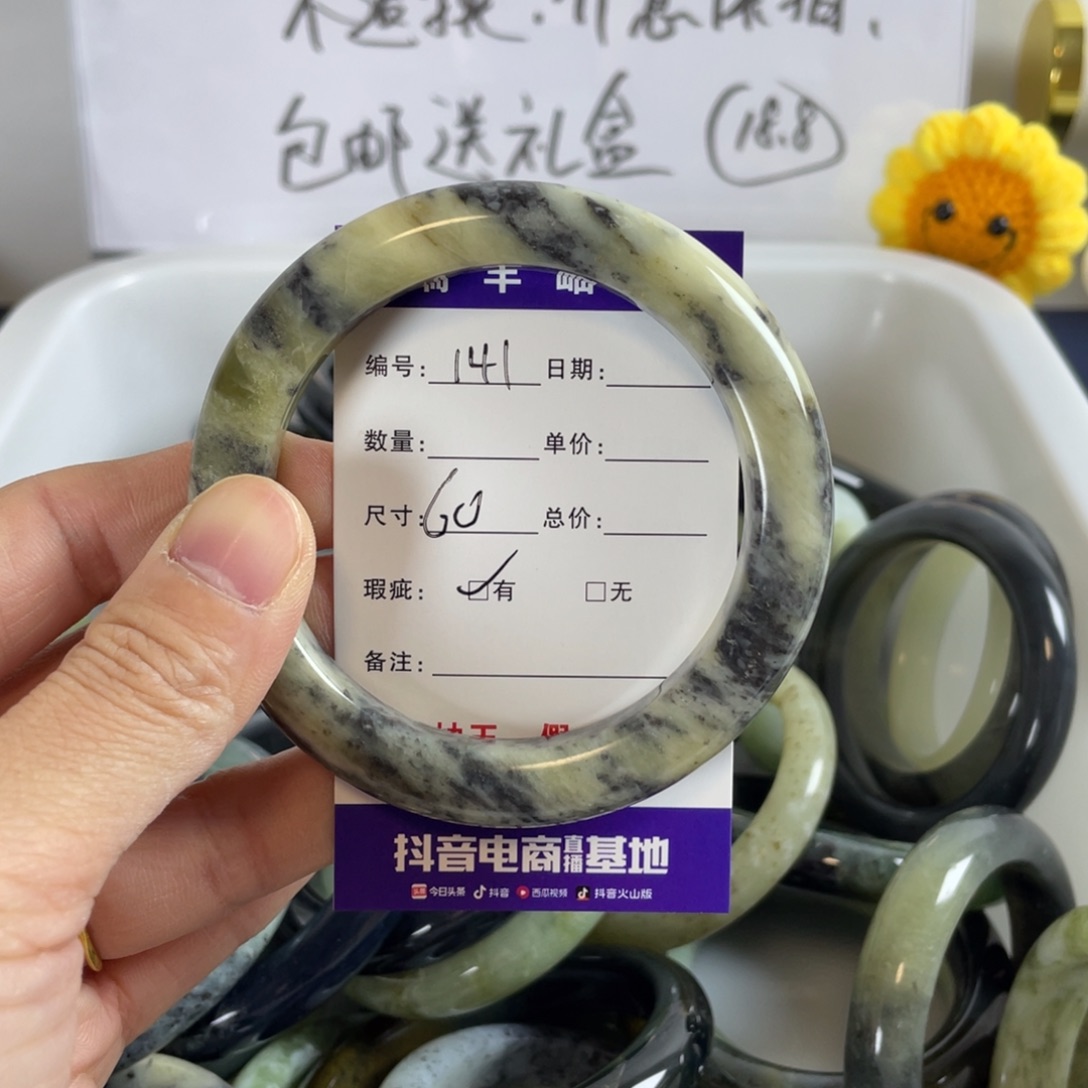 包邮送礼盒 18.8
编号: 141 日期:
数量: 单价:
尺寸: 60 总价:
瑕疵: ☑有 □无
备注:
抖音电商直播基地
今日头条 抖音 西瓜视频 抖音火山版